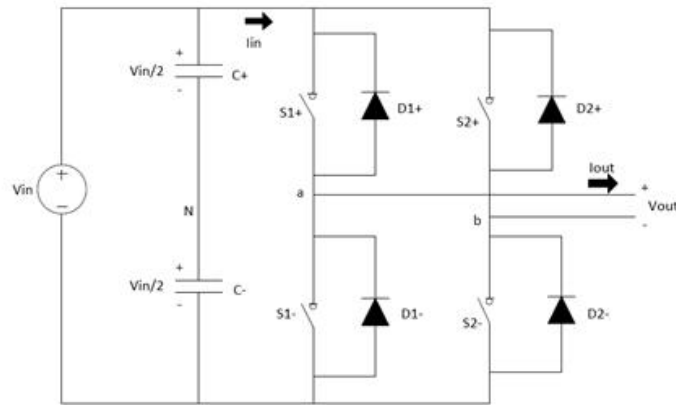 +
Iin
Vin/2
C+
-
S1+
D1+
S2+
D2+
+
Vin
−
N
a
Iout
+
b
Vout
-
+
Vin/2
C-
-
S1-
D1-
S2-
D2-